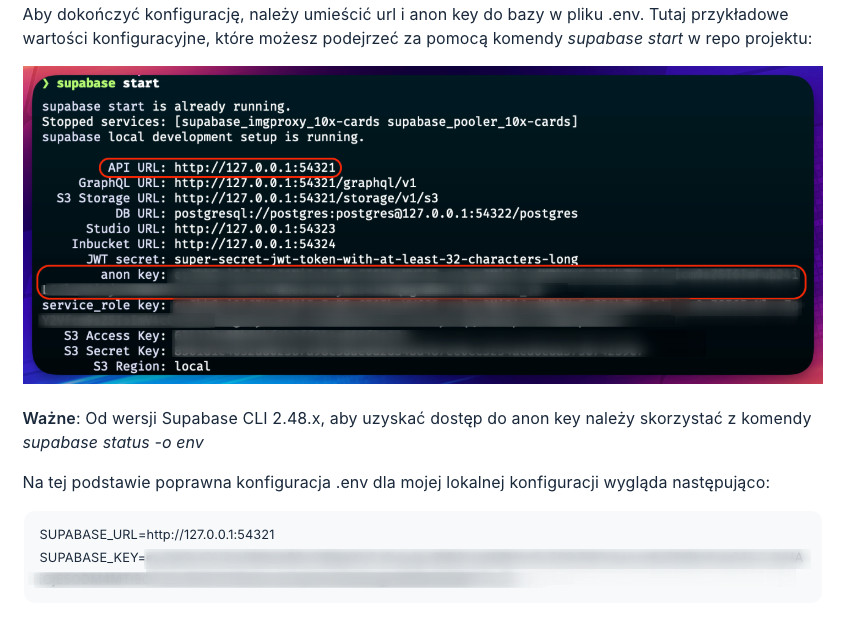 Aby dokończyć konfigurację, należy umieścić url i anon key do bazy w pliku .env. Tutaj przykładowe
wartości konfiguracyjne, które możesz podejrzeć za pomocą komendy supabase start w repo projektu:
❯ supabase start
supabase start is already running.
Stopped services: [supabase_imgproxy_10x-cards supabase_pooler_10x-cards]
supabase local development setup is running.
API URL: http://127.0.0.1:54321
GraphQL URL: http://127.0.0.1:54321/graphql/v1
S3 Storage URL: http://127.0.0.1:54321/storage/v1/s3
DB URL: postgresql://postgres:postgres@127.0.0.1:54322/postgres
Studio URL: http://127.0.0.1:54323
Inbucket URL: http://127.0.0.1:54324
JWT secret: super-secret-jwt-token-with-at-least-32-characters-long
anon key:
service_role key:
S3 Access Key:
S3 Secret Key:
S3 Region: local
Ważne: Od wersji Supabase CLI 2.48.x, aby uzyskać dostęp do anon key należy skorzystać z komendy
supabase status -o env
Na tej podstawie poprawna konfiguracja .env dla mojej lokalnej konfiguracji wygląda następująco:
SUPABASE_URL=http://127.0.0.1:54321
SUPABASE_KEY=